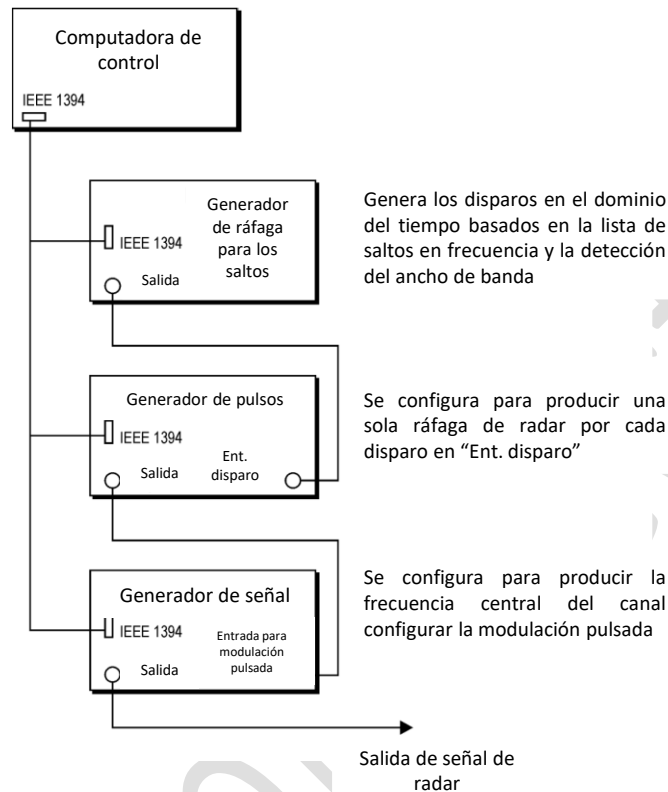 Computadora de
control
IEEE 1394
Generador
de ráfaga
para los
saltos
IEEE 1394
Salida
Genera los disparos en el dominio
del tiempo basados en la lista de
saltos en frecuencia y la detección
del ancho de banda
Generador de pulsos
IEEE 1394
Salida
Ent.
disparo
Se configura para producir una
sola ráfaga de radar por cada
disparo en “Ent. disparo”
Generador de señal
IEEE 1394
Entrada para
modulación
pulsada
Salida
Se configura para producir la
frecuencia central del canal
configurar la modulación pulsada
Salida de señal de
radar